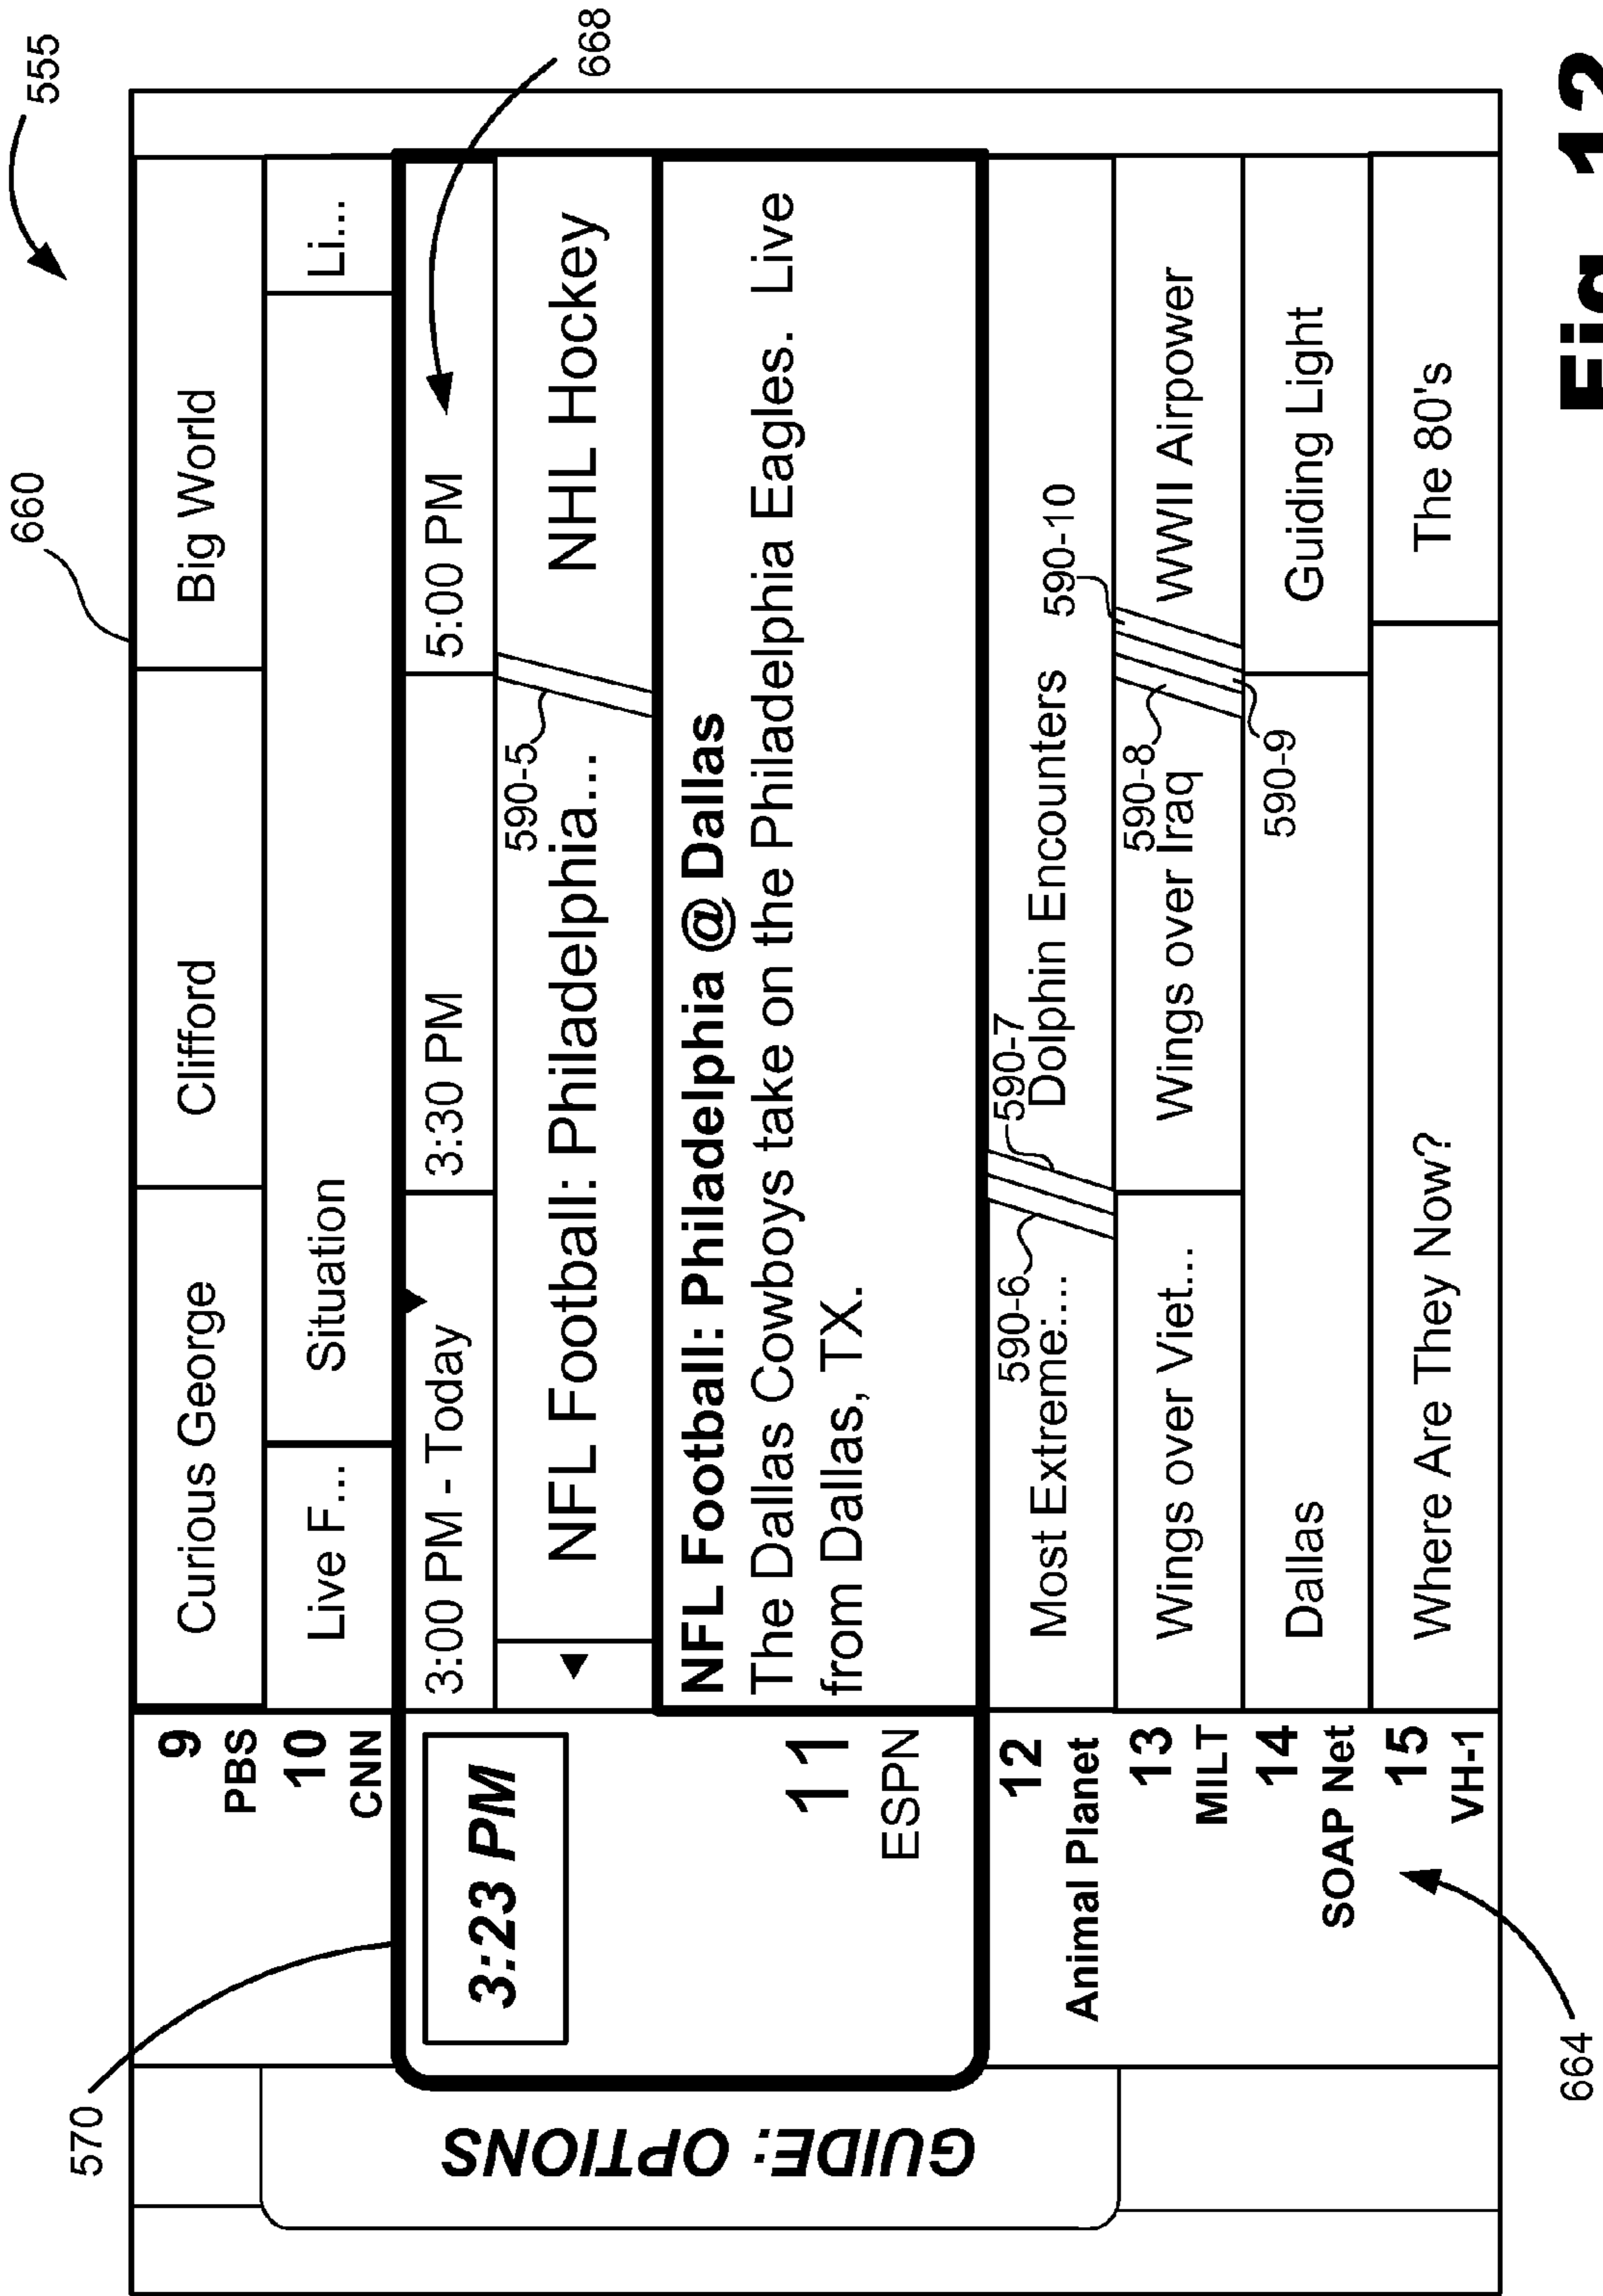 555
660
570
668
9
PBS
Curious George
Clifford
Big World
10
CNN
Live F...
Situation
Li...
3:23 PM
3:00 PM - Today
3:30 PM
5:00 PM
590-5
NFL Football: Philadelphia...
NHL Hockey
GUIDE: OPTIONS
NFL Football: Philadelphia @ Dallas
The Dallas Cowboys take on the Philadelphia Eagles. Live
from Dallas, TX.
11
ESPN
590-6
590-7
590-10
12
Animal Planet
Most Extreme:...
Dolphin Encounters
590-8
13
MILT
Wings over Viet...
Wings over Iraq
WWII Airpower
590-9
14
SOAP Net
Dallas
Guiding Light
15
VH-1
Where Are They Now?
The 80's
664
Fig. 12